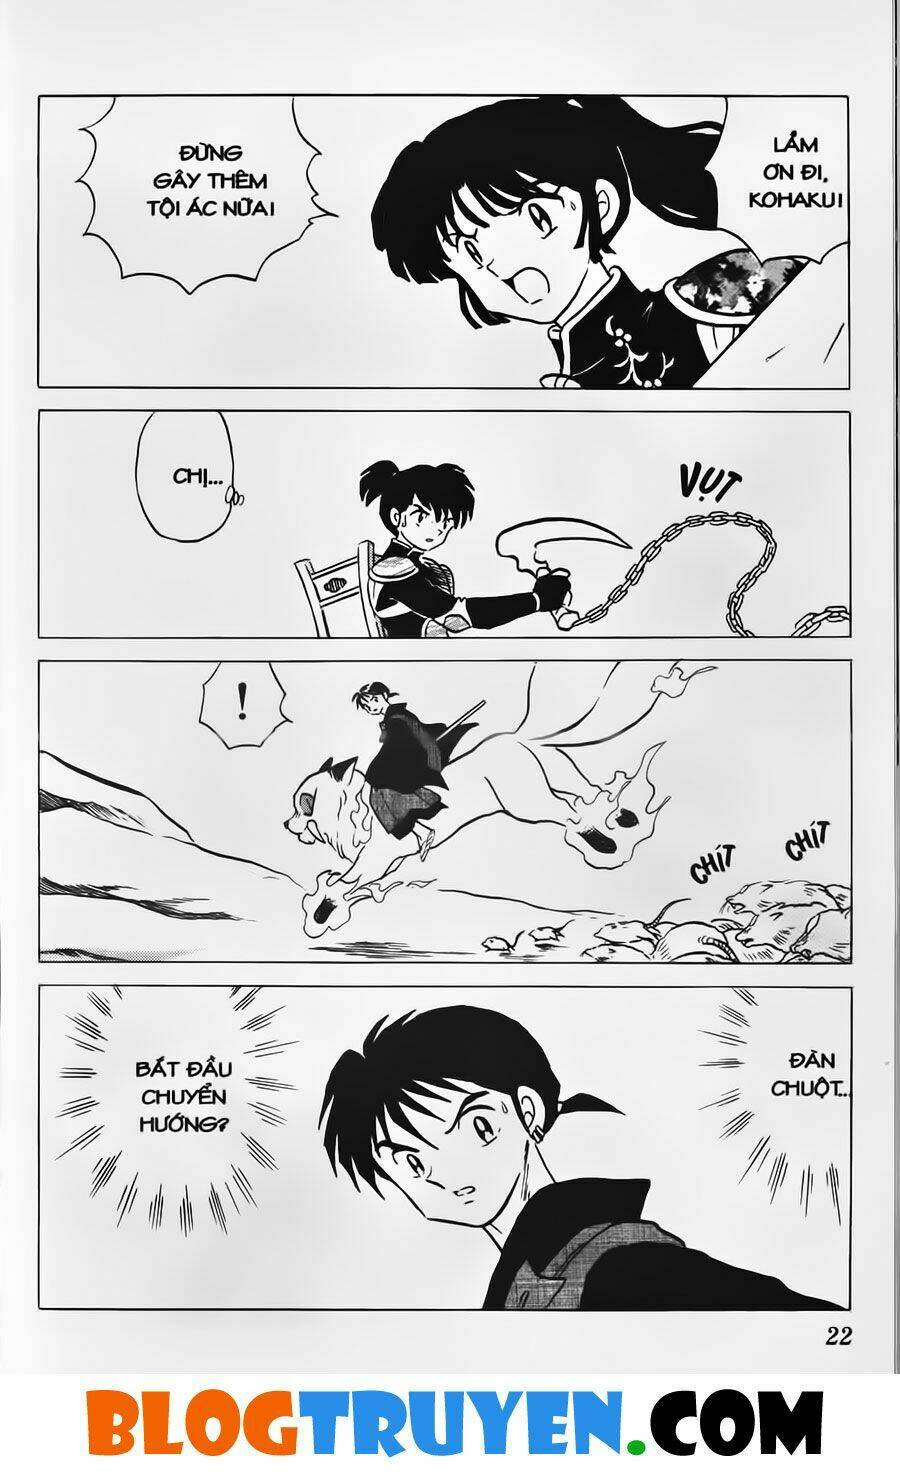 LẦM
ƠN ĐI,
KOHAKU!
ĐỪNG
GÂY THÊM
TỘI ÁC NỮA!
VỤT
CHỊ...
!
CHÍT
CHÍT
ĐÀN
CHUỘT...
BẮT ĐẦU
CHUYỂN
HƯỚNG?
22
BLOGTRUYEN.COM